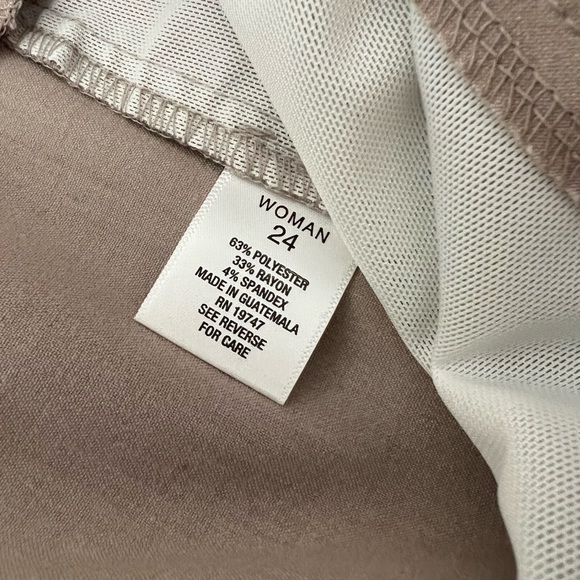 WOMAN
24
63% POLYESTER
33% RAYON
4% SPANDEX
MADE IN GUATEMALA
RN 19747
SEE REVERSE
FOR CARE